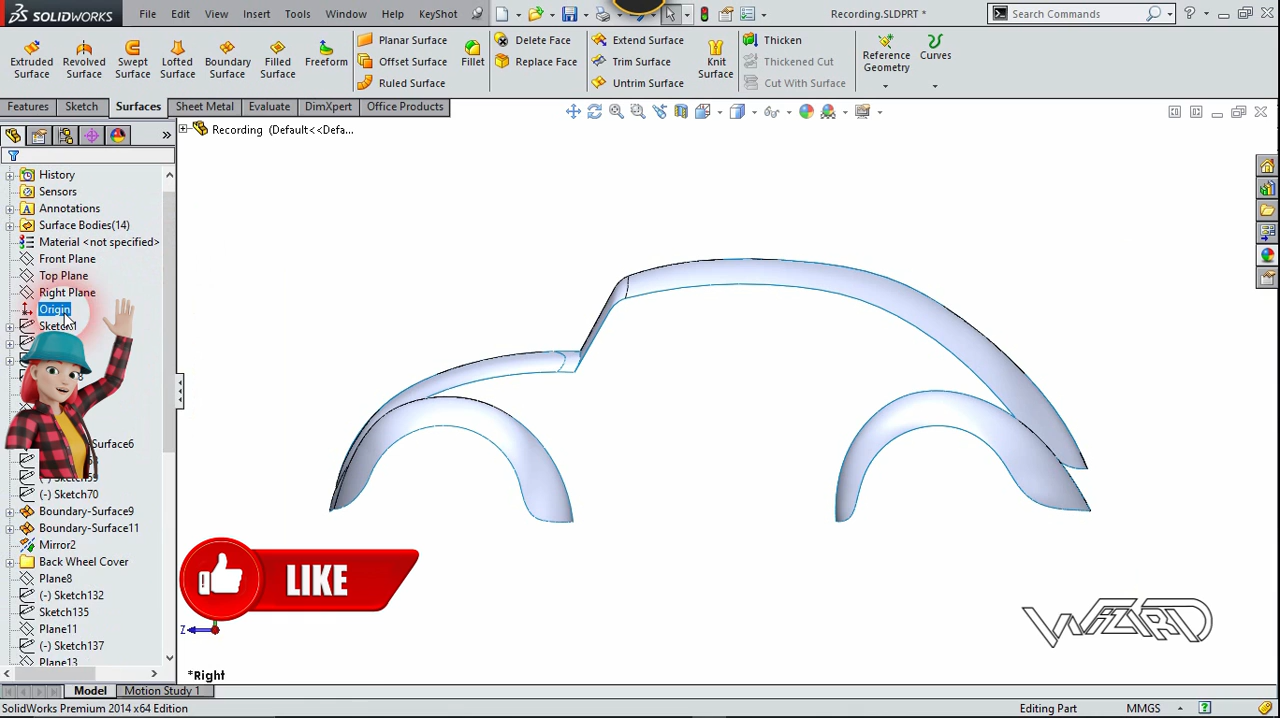 SOLIDWORKS
File Edit View Insert Tools Window Help KeyShot
Recording.SLDPRT *
Search Commands
Extruded Surface
Revolved Surface
Swept Surface
Lofted Surface
Boundary Surface
Filled Surface
Freeform
Planar Surface
Offset Surface
Ruled Surface
Fillet
Delete Face
Replace Face
Extend Surface
Trim Surface
Untrim Surface
Knit Surface
Thicken
Thickened Cut
Cut With Surface
Reference Geometry
Curves
Features Sketch Surfaces Sheet Metal Evaluate DimXpert Office Products
Recording (Default<<Defa...
History
Sensors
Annotations
Surface Bodies(14)
Material <not specified>
Front Plane
Top Plane
Right Plane
Origin
Sketch1
(-) Sketch70
Boundary-Surface9
Boundary-Surface11
Mirror2
Back Wheel Cover
Plane8
(-) Sketch132
Sketch135
Plane11
(-) Sketch137
Plane13
LIKE
WIZARD
Z
*Right
Model Motion Study 1
SolidWorks Premium 2014 x64 Edition
Editing Part
MMGS